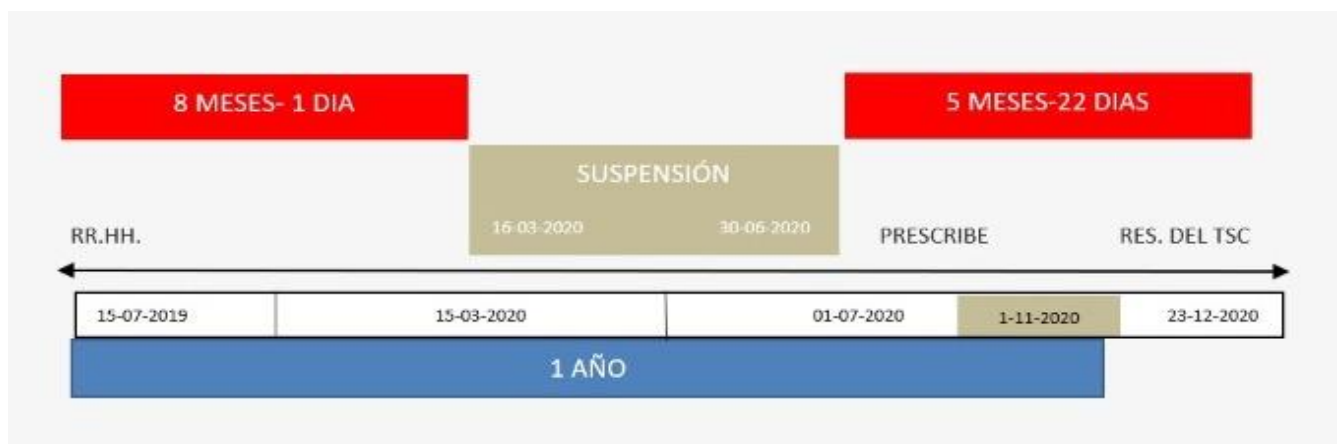 8 MESES- 1 DIA
5 MESES-22 DIAS
SUSPENSIÓN
16-03-2020 30-06-2020
RR.HH. PRESCRIBE RES. DEL TSC
15-07-2019 15-03-2020 01-07-2020 1-11-2020 23-12-2020
1 AÑO